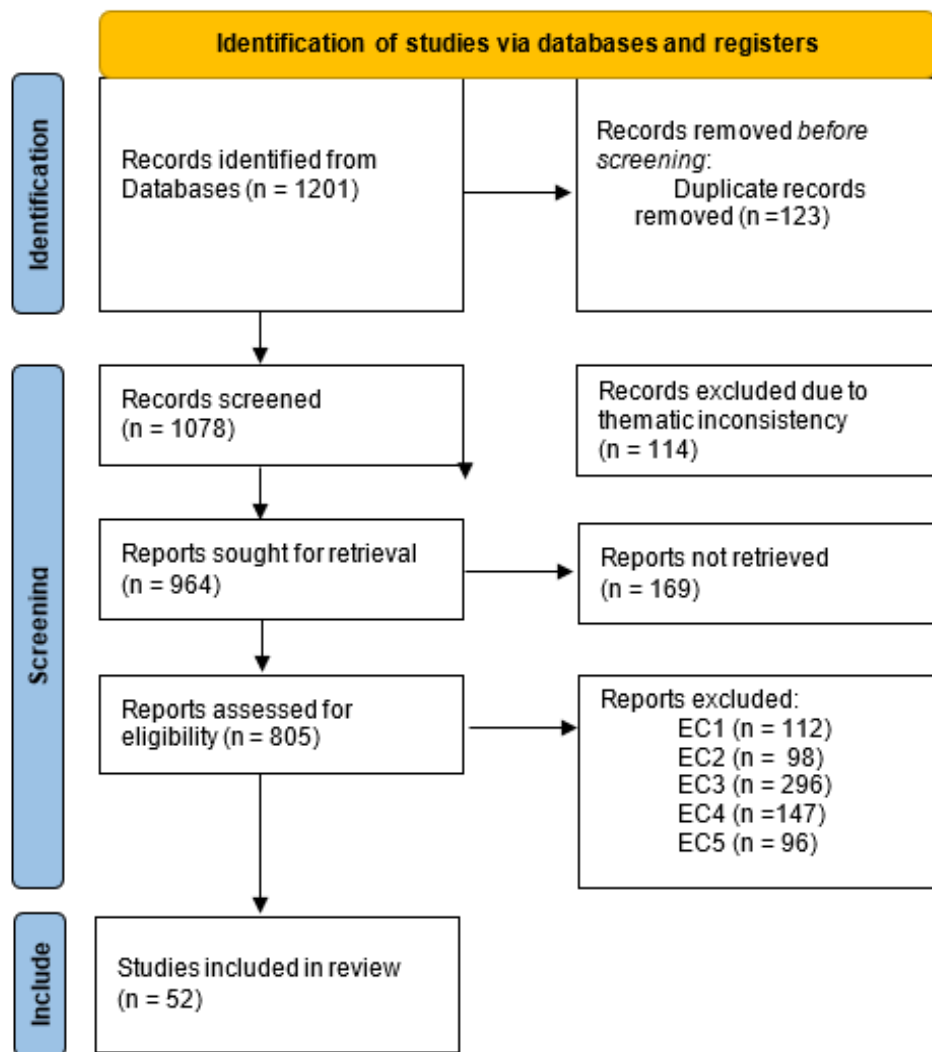 Identification of studies via databases and registers
Identification
Records identified from
Databases (n = 1201)
Records removed before
screening:
Duplicate records
removed (n =123)
Screening
Records screened
(n = 1078)
Records excluded due to
thematic inconsistency
(n = 114)
Reports sought for retrieval
(n = 964)
Reports not retrieved
(n = 169)
Reports assessed for
eligibility (n = 805)
Reports excluded:
EC1 (n = 112)
EC2 (n =  98)
EC3 (n = 296)
EC4 (n =147)
EC5 (n = 96)
Include
Studies included in review
(n = 52)